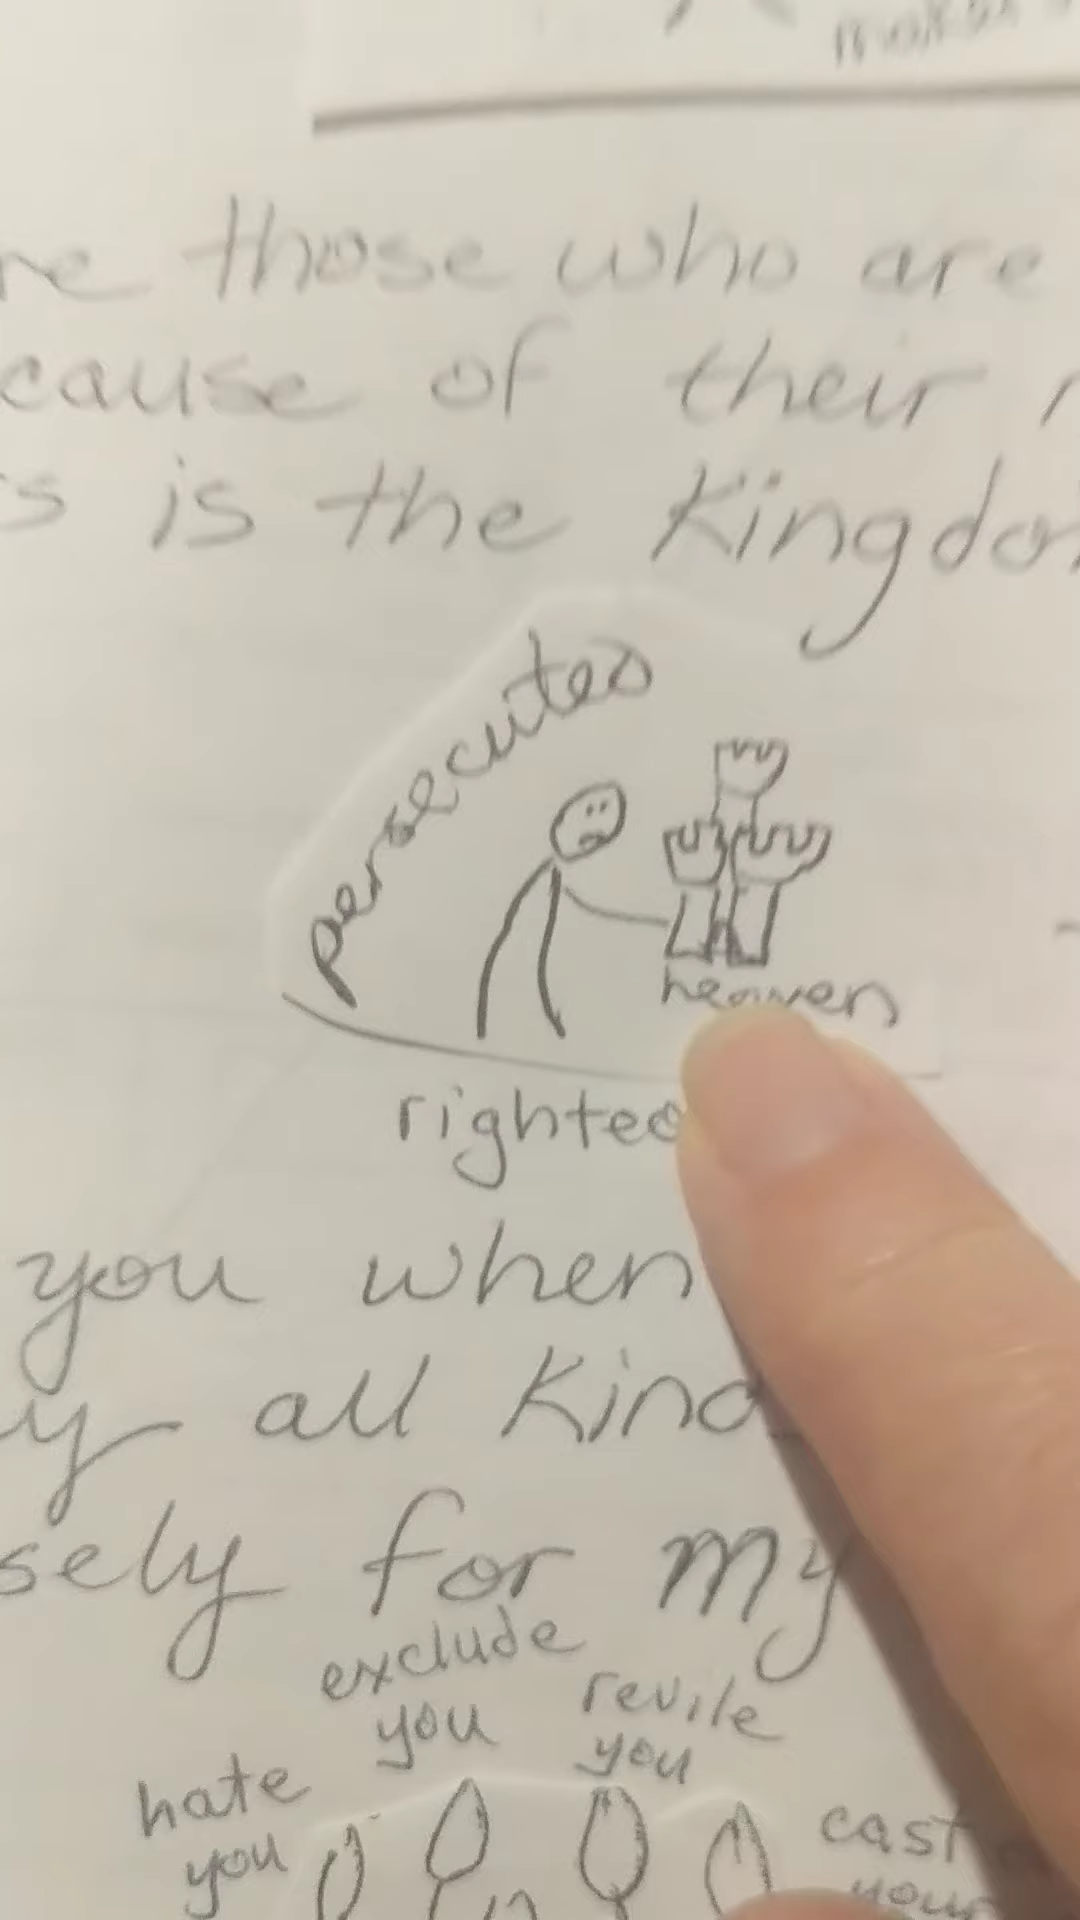 those who are
cause of their
is the Kingdo
persecuted
heaven
righteo
you when
all Kind
sely for my
exclude
you
revile
you
hate
you
cast
your